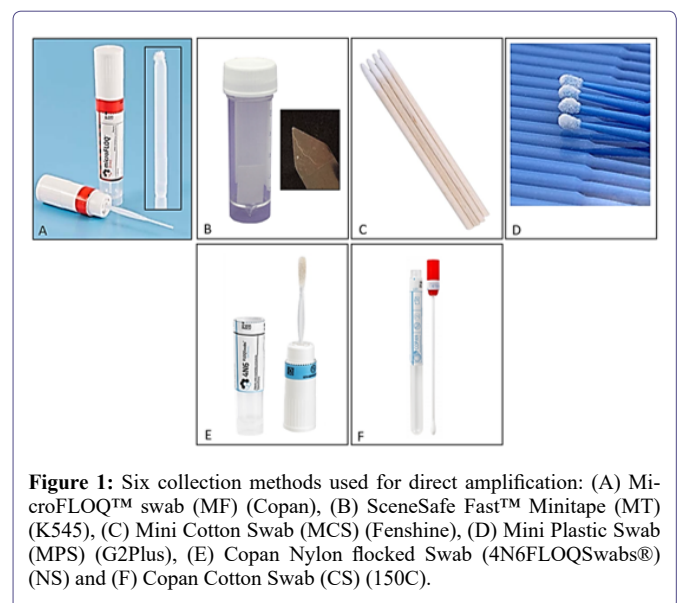 microFLOQ
A
B
C
D
4N6
E
F
Figure 1: Six collection methods used for direct amplification: (A) Mi-
croFLOQ™ swab (MF) (Copan), (B) SceneSafe Fast™ Minitape (MT)
(K545), (C) Mini Cotton Swab (MCS) (Fenshine), (D) Mini Plastic Swab
(MPS) (G2Plus), (E) Copan Nylon flocked Swab (4N6FLOQSwabs®)
(NS) and (F) Copan Cotton Swab (CS) (150C).